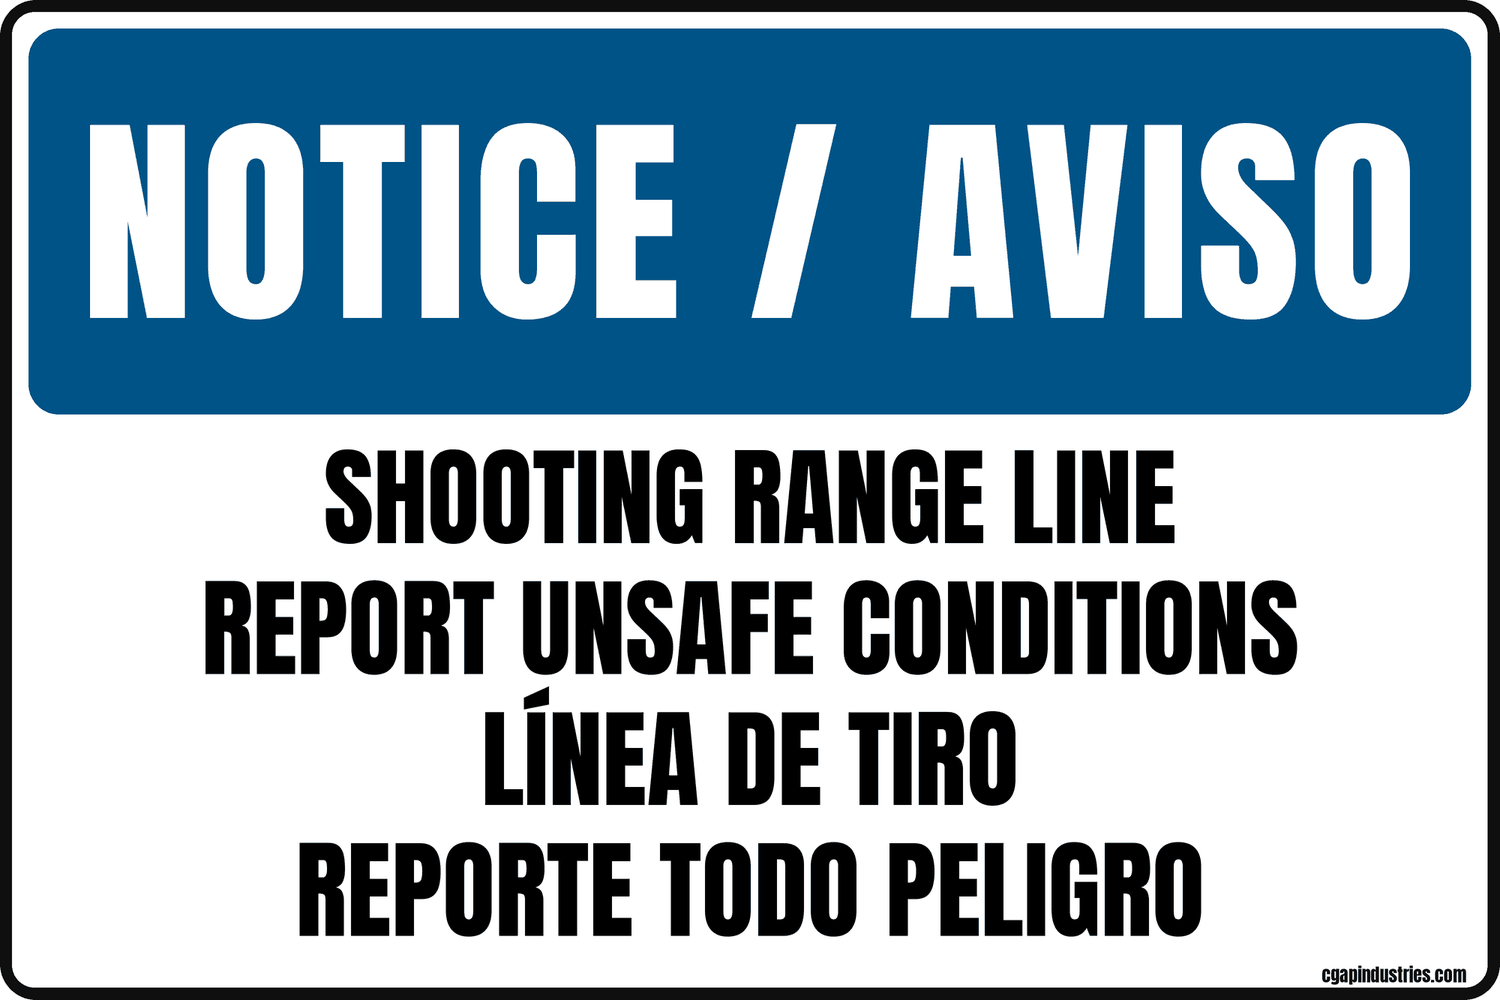 NOTICE / AVISO
SHOOTING RANGE LINE
REPORT UNSAFE CONDITIONS
LÍNEA DE TIRO
REPORTE TODO PELIGRO
cgapindustries.com